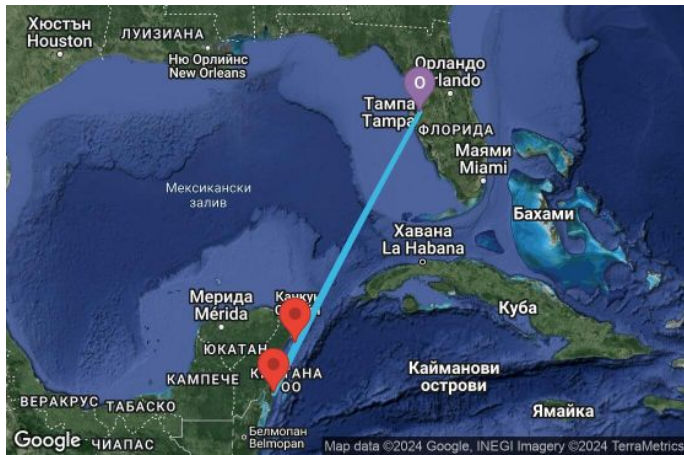 Хюстън
Houston
ЛУИЗИАНА
Ню Орлийнс
New Orleans
Орландо
O
Тампа
Tampa
ФЛОРИДА
Маями
Miami
Мексикански
залив
Бахами
Хавана
La Habana
Мерида
Mérida
Куба
ЮКАТАН
КАМПЕЧЕ
Кайманови
острови
ВЕРАКРУС
ТАБАСКО
Ямайка
Белмопан
Belmopan
ЧИАПАС
Google
Map data ©2024 Google, INEGI Imagery ©2024 TerraMetrics